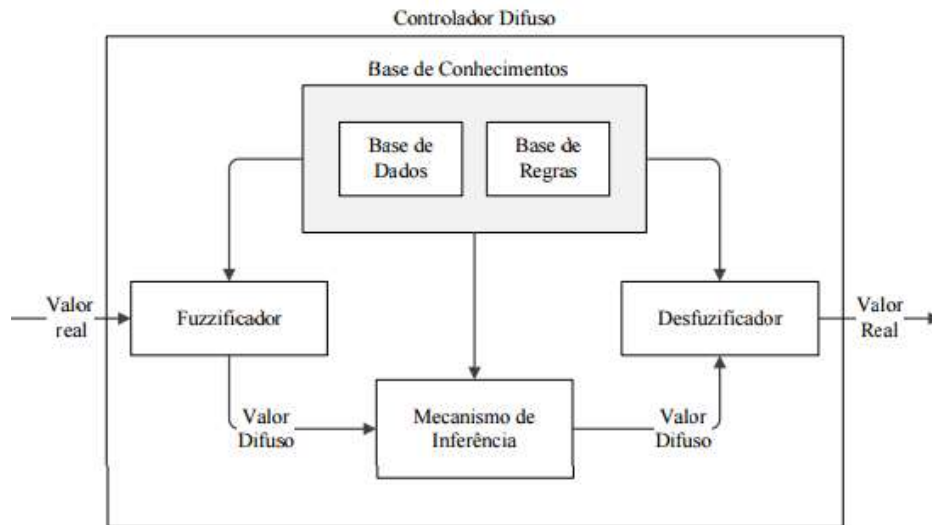 Controlador Difuso
Base de Conhecimentos
Base de
Dados
Base de
Regras
Valor
real
Fuzzificador
Desfuzificador
Valor
Real
Valor
Difuso
Mecanismo de
Inferência
Valor
Difuso